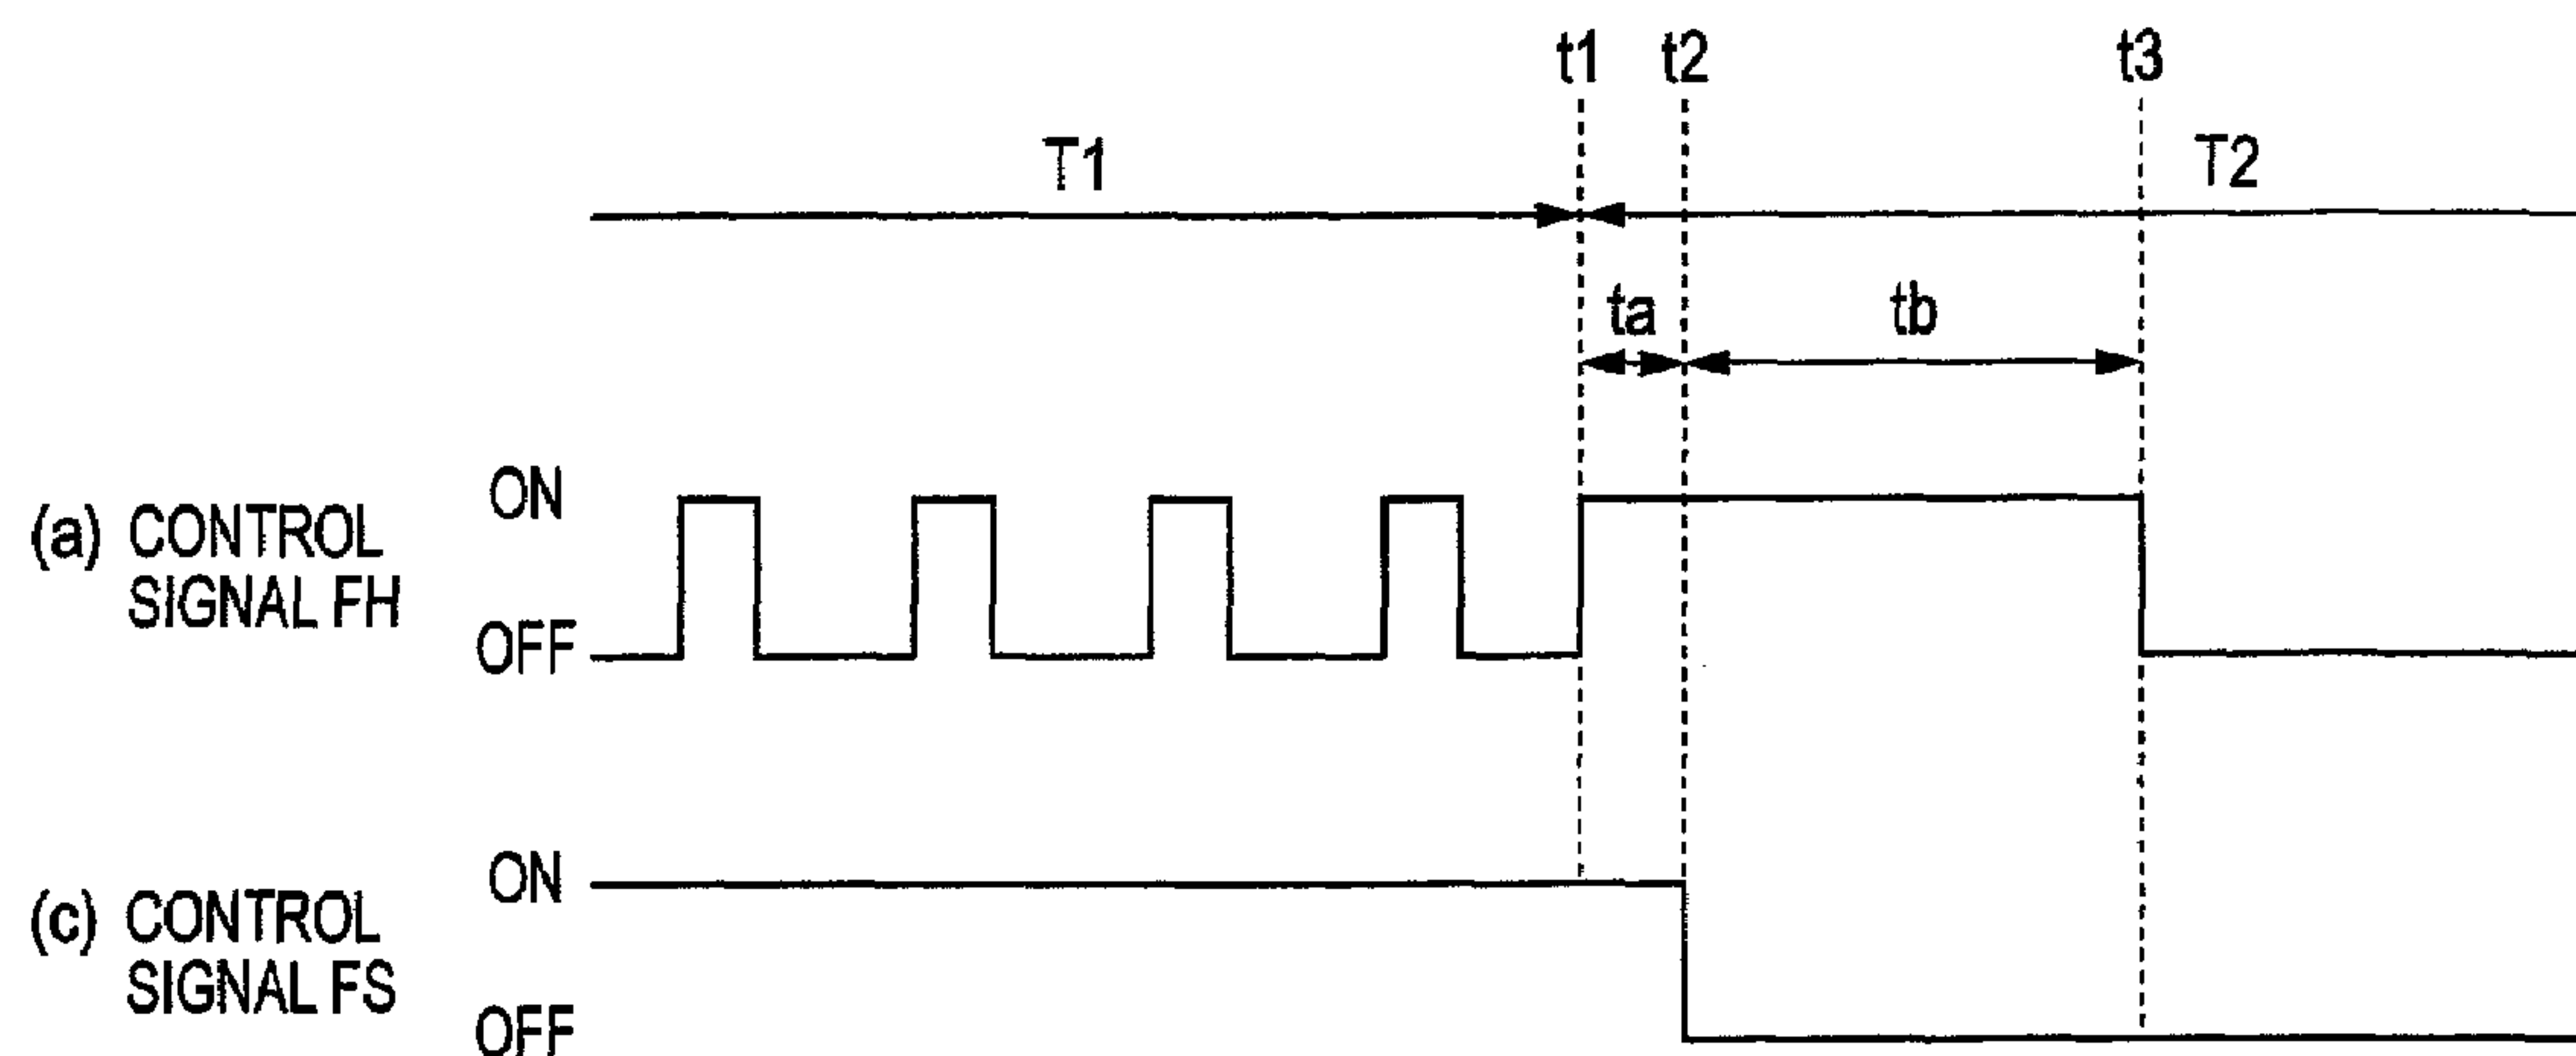 t1 t2 t3
T1 T2
ta tb
ON
(a) CONTROL
SIGNAL FH
OFF
ON
(c) CONTROL
SIGNAL FS
OFF